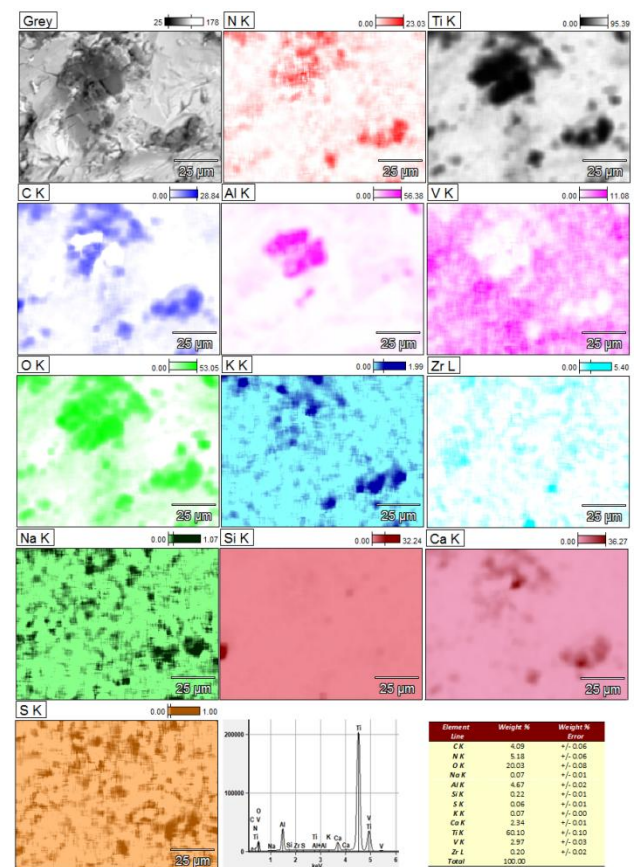 Grey 25 178 N K 0.00 23.03 Ti K 0.00 95.39
25 µm 25 µm 25 µm
C K 0.00 28.84 Al K 0.00 56.38 V K 0.00 11.08
25 µm 25 µm 25 µm
O K 0.00 53.05 K K 0.00 1.99 Zr L 0.00 5.40
25 µm 25 µm 25 µm
Na K 0.00 1.07 Si K 0.00 32.24 Ca K 0.00 36.27
25 µm 25 µm 25 µm
S K 0.00 1.00
25 µm
200000
100000
0
Ti
O
C V
N
Ti
Al
Na
Si Zr S
Ti K Ca
Al+Al Ca
V
Ti
V
0 1 2 3 4 5 6
keV
Element Line Weight % Weight % Error
C K 4.09 +/- 0.06
N K 5.18 +/- 0.06
O K 20.03 +/- 0.08
Na K 0.07 +/- 0.01
Al K 4.67 +/- 0.02
Si K 0.22 +/- 0.01
S K 0.06 +/- 0.01
K K 0.07 +/- 0.00
Ca K 2.34 +/- 0.01
Ti K 60.10 +/- 0.10
V K 2.97 +/- 0.03
Zr L 0.20 +/- 0.02
Total 100.00